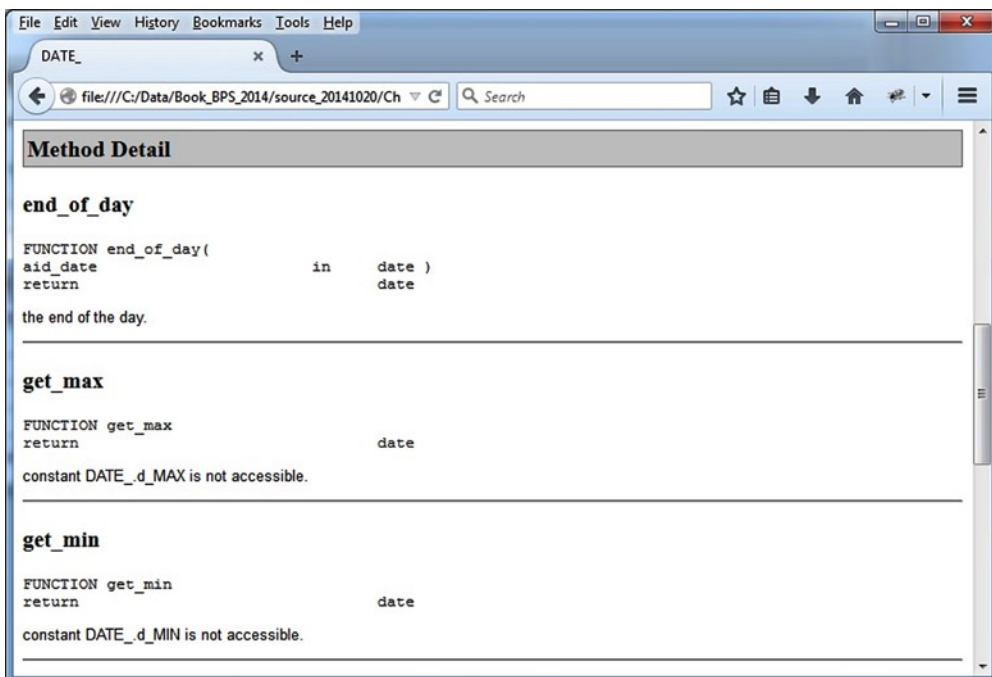 File Edit View History Bookmarks Tools Help
DATE_
file:///C:/Data/Book_BPS_2014/source_20141020/Ch Search
Method Detail
end_of_day
FUNCTION end_of_day(
aid_date in date )
return date
the end of the day.
get_max
FUNCTION get_max
return date
constant DATE_.d_MAX is not accessible.
get_min
FUNCTION get_min
return date
constant DATE_.d_MIN is not accessible.